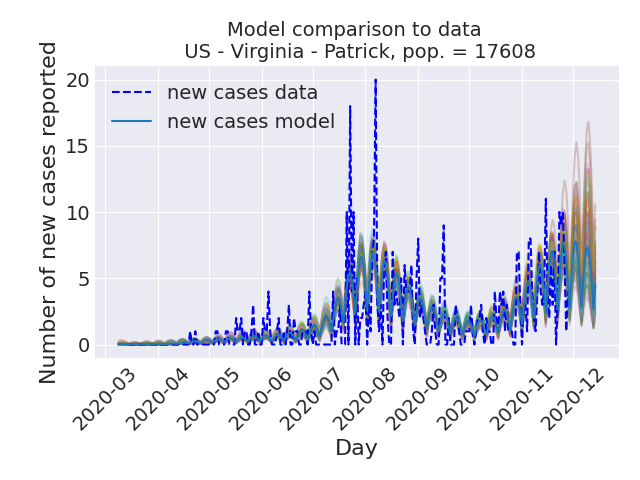 Model comparison to data
US - Virginia - Patrick, pop. = 17608
Number of new cases reported
20
15
10
5
0
new cases data
new cases model
2020-03
2020-04
2020-05
2020-06
2020-07
2020-08
2020-09
2020-10
2020-11
2020-12
Day